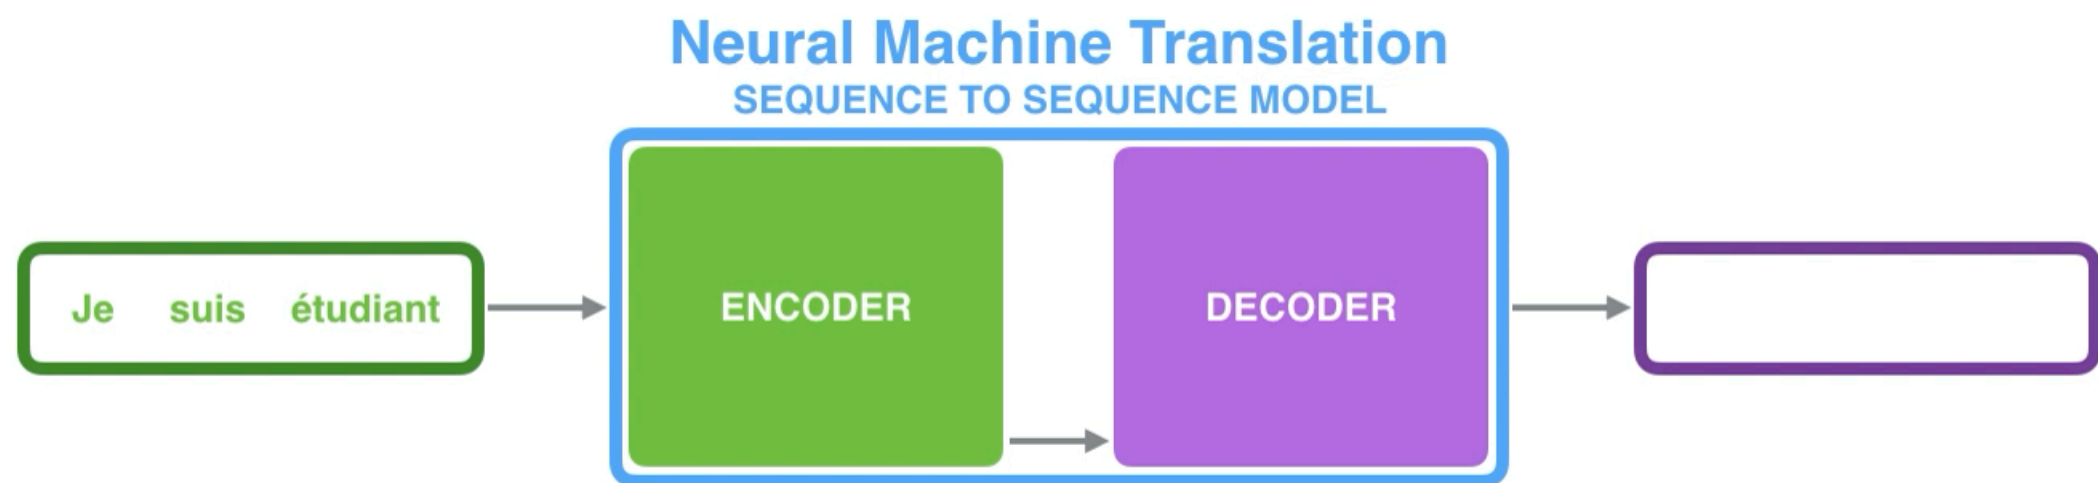 Neural Machine Translation
SEQUENCE TO SEQUENCE MODEL
Je suis étudiant
ENCODER
DECODER